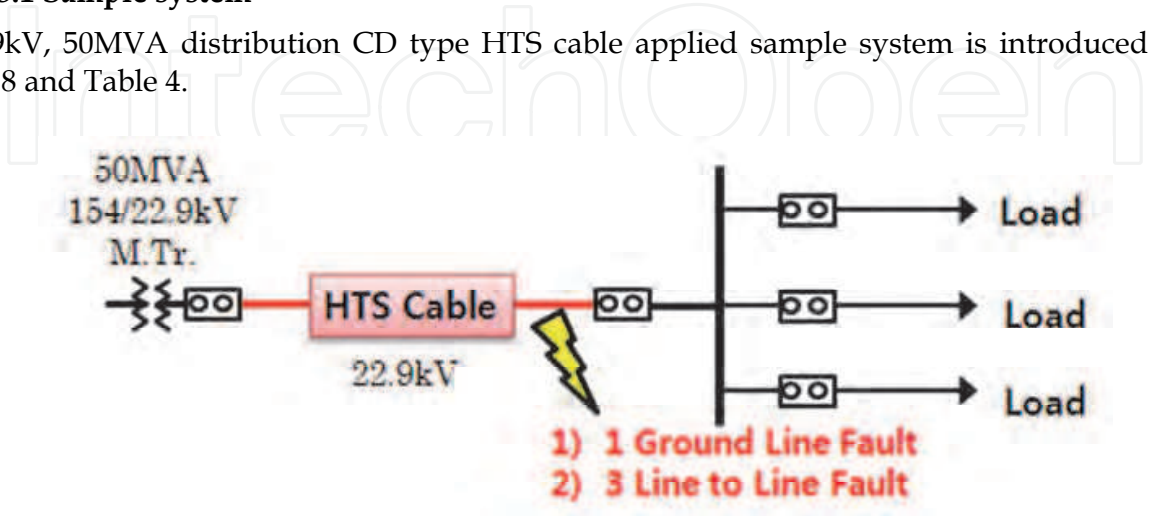 9kV, 50MVA distribution CD type HTS cable applied sample system is introduced
8 and Table 4.
IntechOpen
50MVA
154/22.9kV
M.Tr.
HTS Cable
22.9kV
Load
Load
Load
1) 1 Ground Line Fault
2) 3 Line to Line Fault